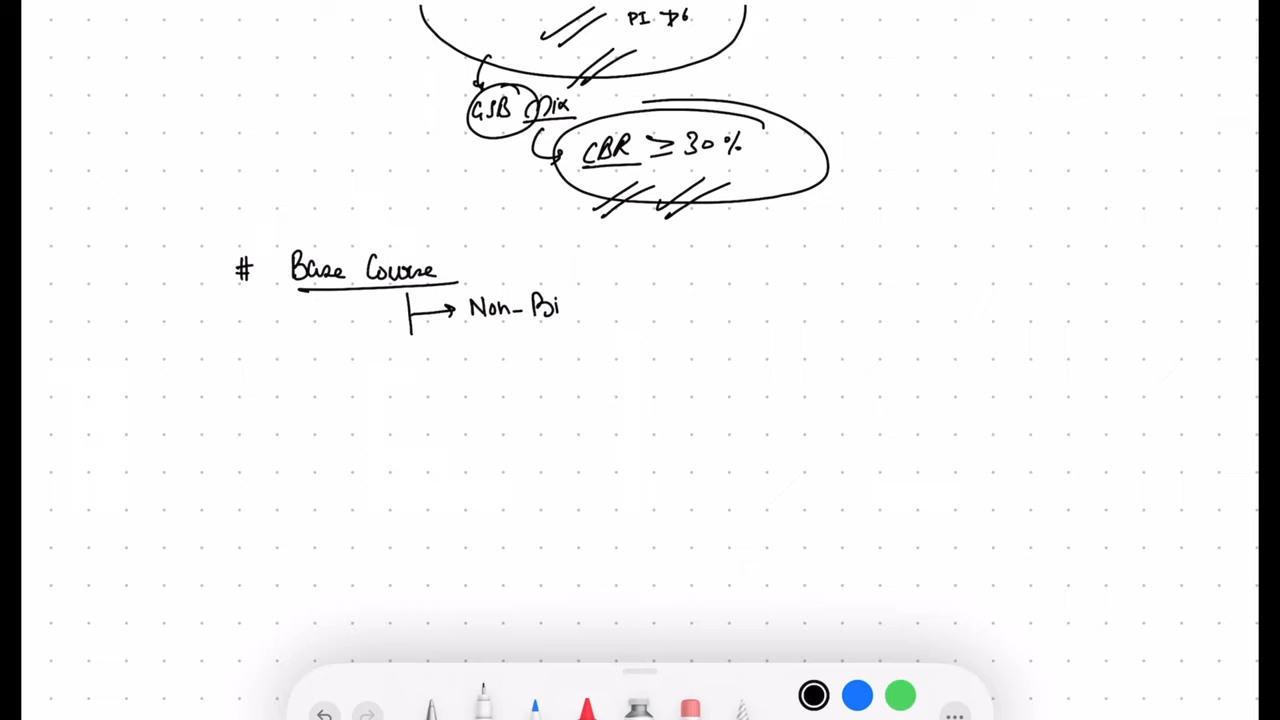 PI ≯6
GSB Mix
CBR ≥ 30%
# Base Course
Non-Bi